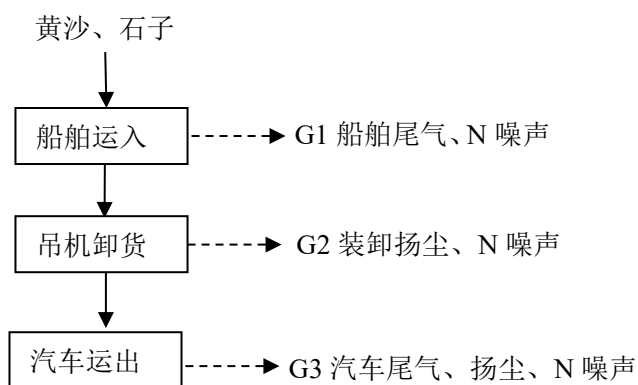 黄沙、石子
船舶运入
G1 船舶尾气、N 噪声
吊机卸货
G2 装卸扬尘、N 噪声
汽车运出
G3 汽车尾气、扬尘、N 噪声